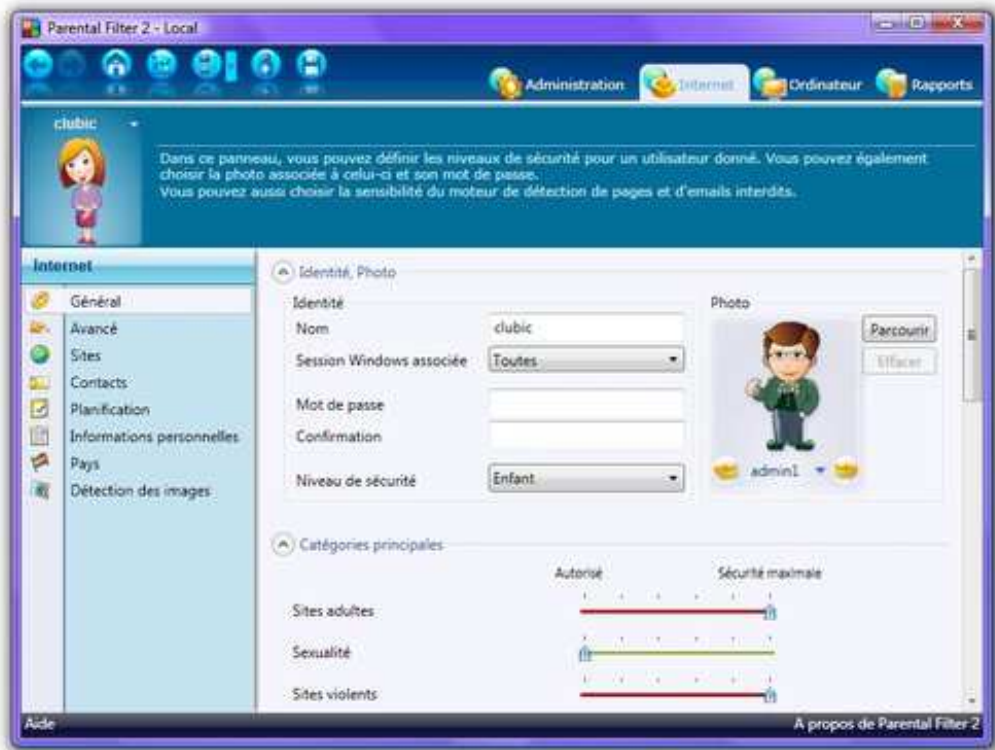 Parental Filter 2 - Local
Administration
Internet
Ordinateur
Rapports
clubic
Dans ce panneau, vous pouvez définir les niveaux de sécurité pour un utilisateur donné. Vous pouvez également
choisir la photo associée à celui-ci et son mot de passe.
Vous pouvez aussi choisir la sensibilité du moteur de détection de pages et d'emails interdits.
Internet
Général
Avancé
Sites
Contacts
Planification
Informations personnelles
Pays
Détection des images
Identité, Photo
Identité
Nom
clubic
Session Windows associée
Toutes
Mot de passe
Confirmation
Niveau de sécurité
Enfant
Photo
Parcourir
Effacer
admin1
Catégories principales
Autorisé
Sécurité maximale
Sites adultes
Sexualité
Sites violents
Aide
A propos de Parental Filter 2